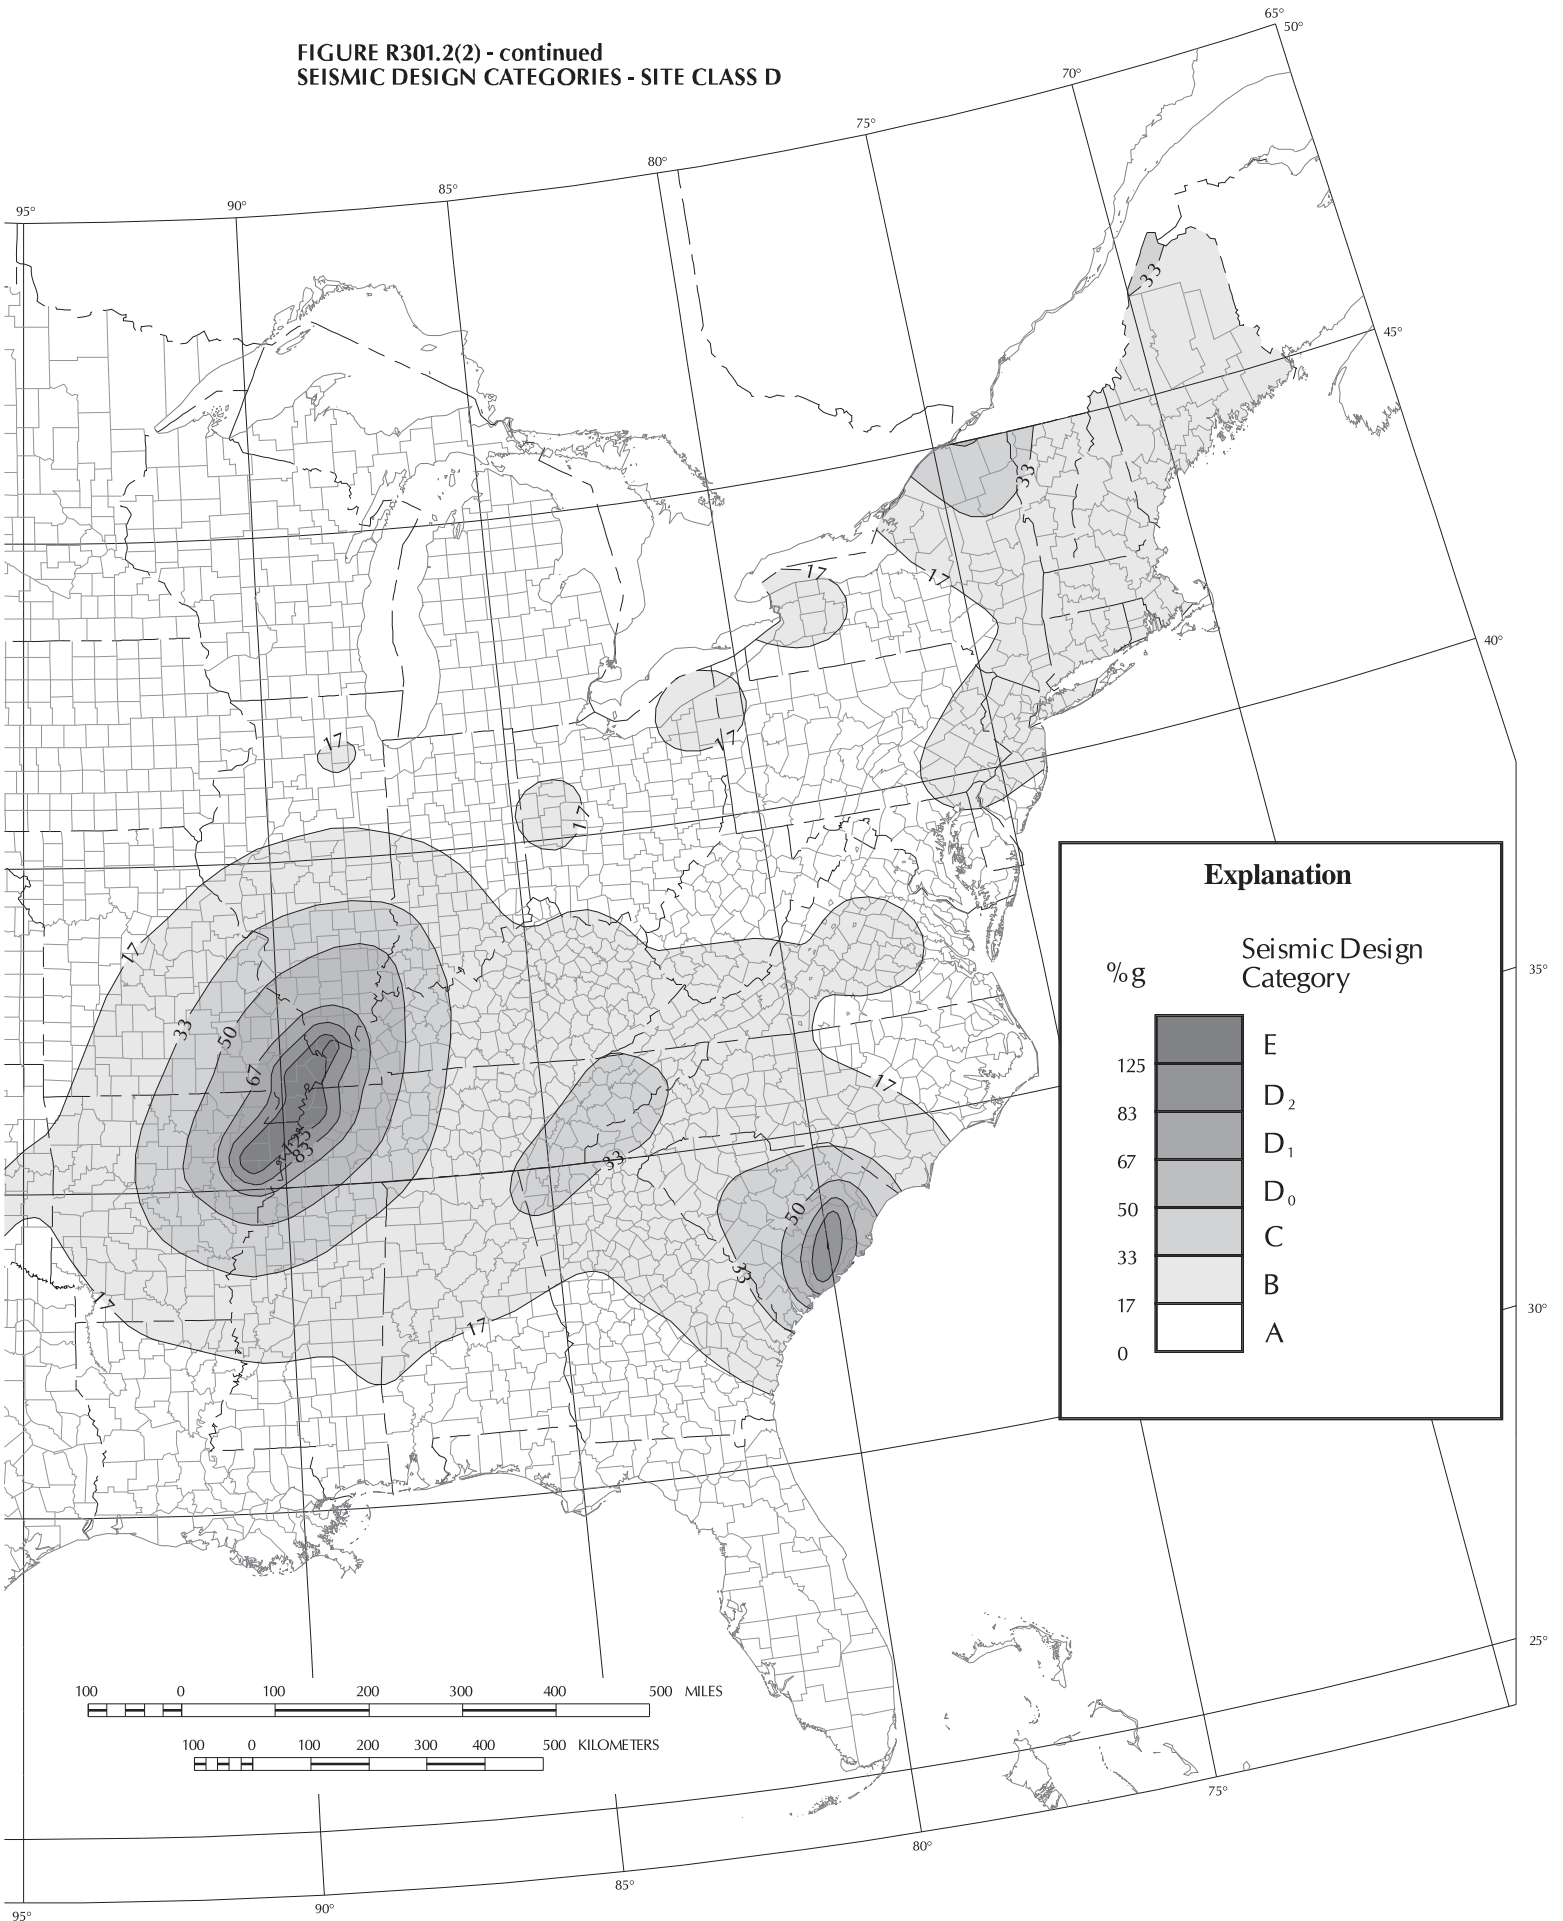 FIGURE R301.2(2) - continued
SEISMIC DESIGN CATEGORIES - SITE CLASS D
65°
50°
70°
75°
80°
85°
90°
95°
33
45°
33
17
17
40°
17
17
17
17
33
50
67
125
83
33
17
50
33
17
17
35°
30°
25°
Explanation
%g
Seismic Design
Category
E
125
D2
83
D1
67
D0
50
C
33
B
17
A
0
100 0 100 200 300 400 500 MILES
100 0 100 200 300 400 500 KILOMETERS
75°
80°
85°
90°
95°